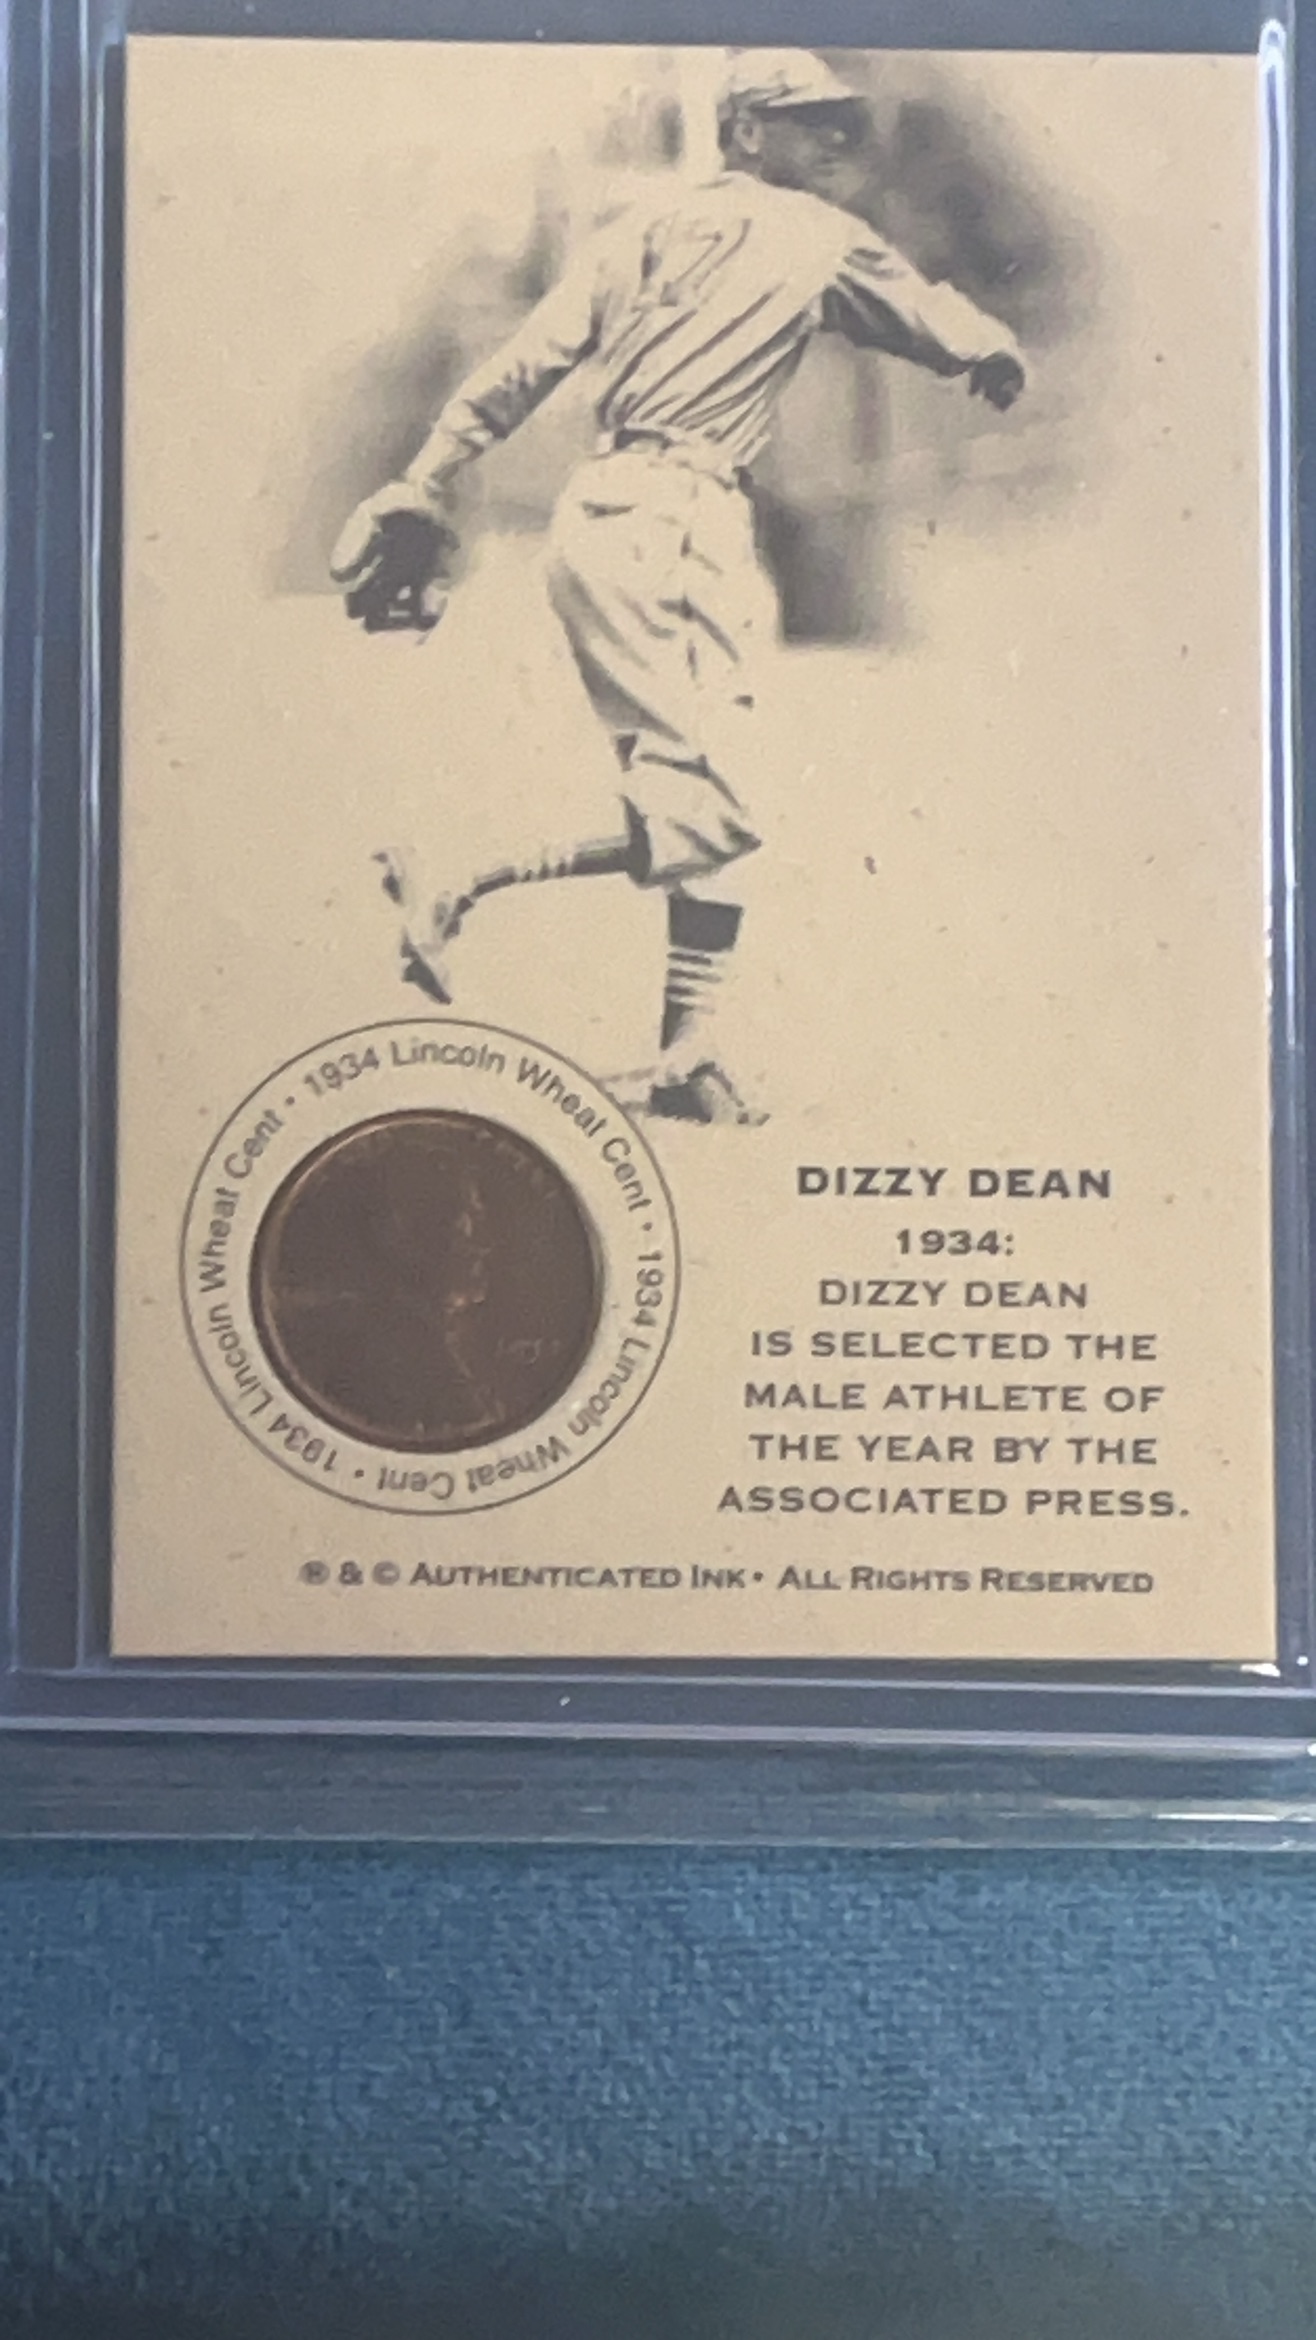 1934 Lincoln Wheat Cent • 1934 Lincoln Wheat Cent • 1934 Lincoln Wheat Cent •
DIZZY DEAN
1934:
DIZZY DEAN
IS SELECTED THE
MALE ATHLETE OF
THE YEAR BY THE
ASSOCIATED PRESS.
® & © AUTHENTICATED INK • ALL RIGHTS RESERVED